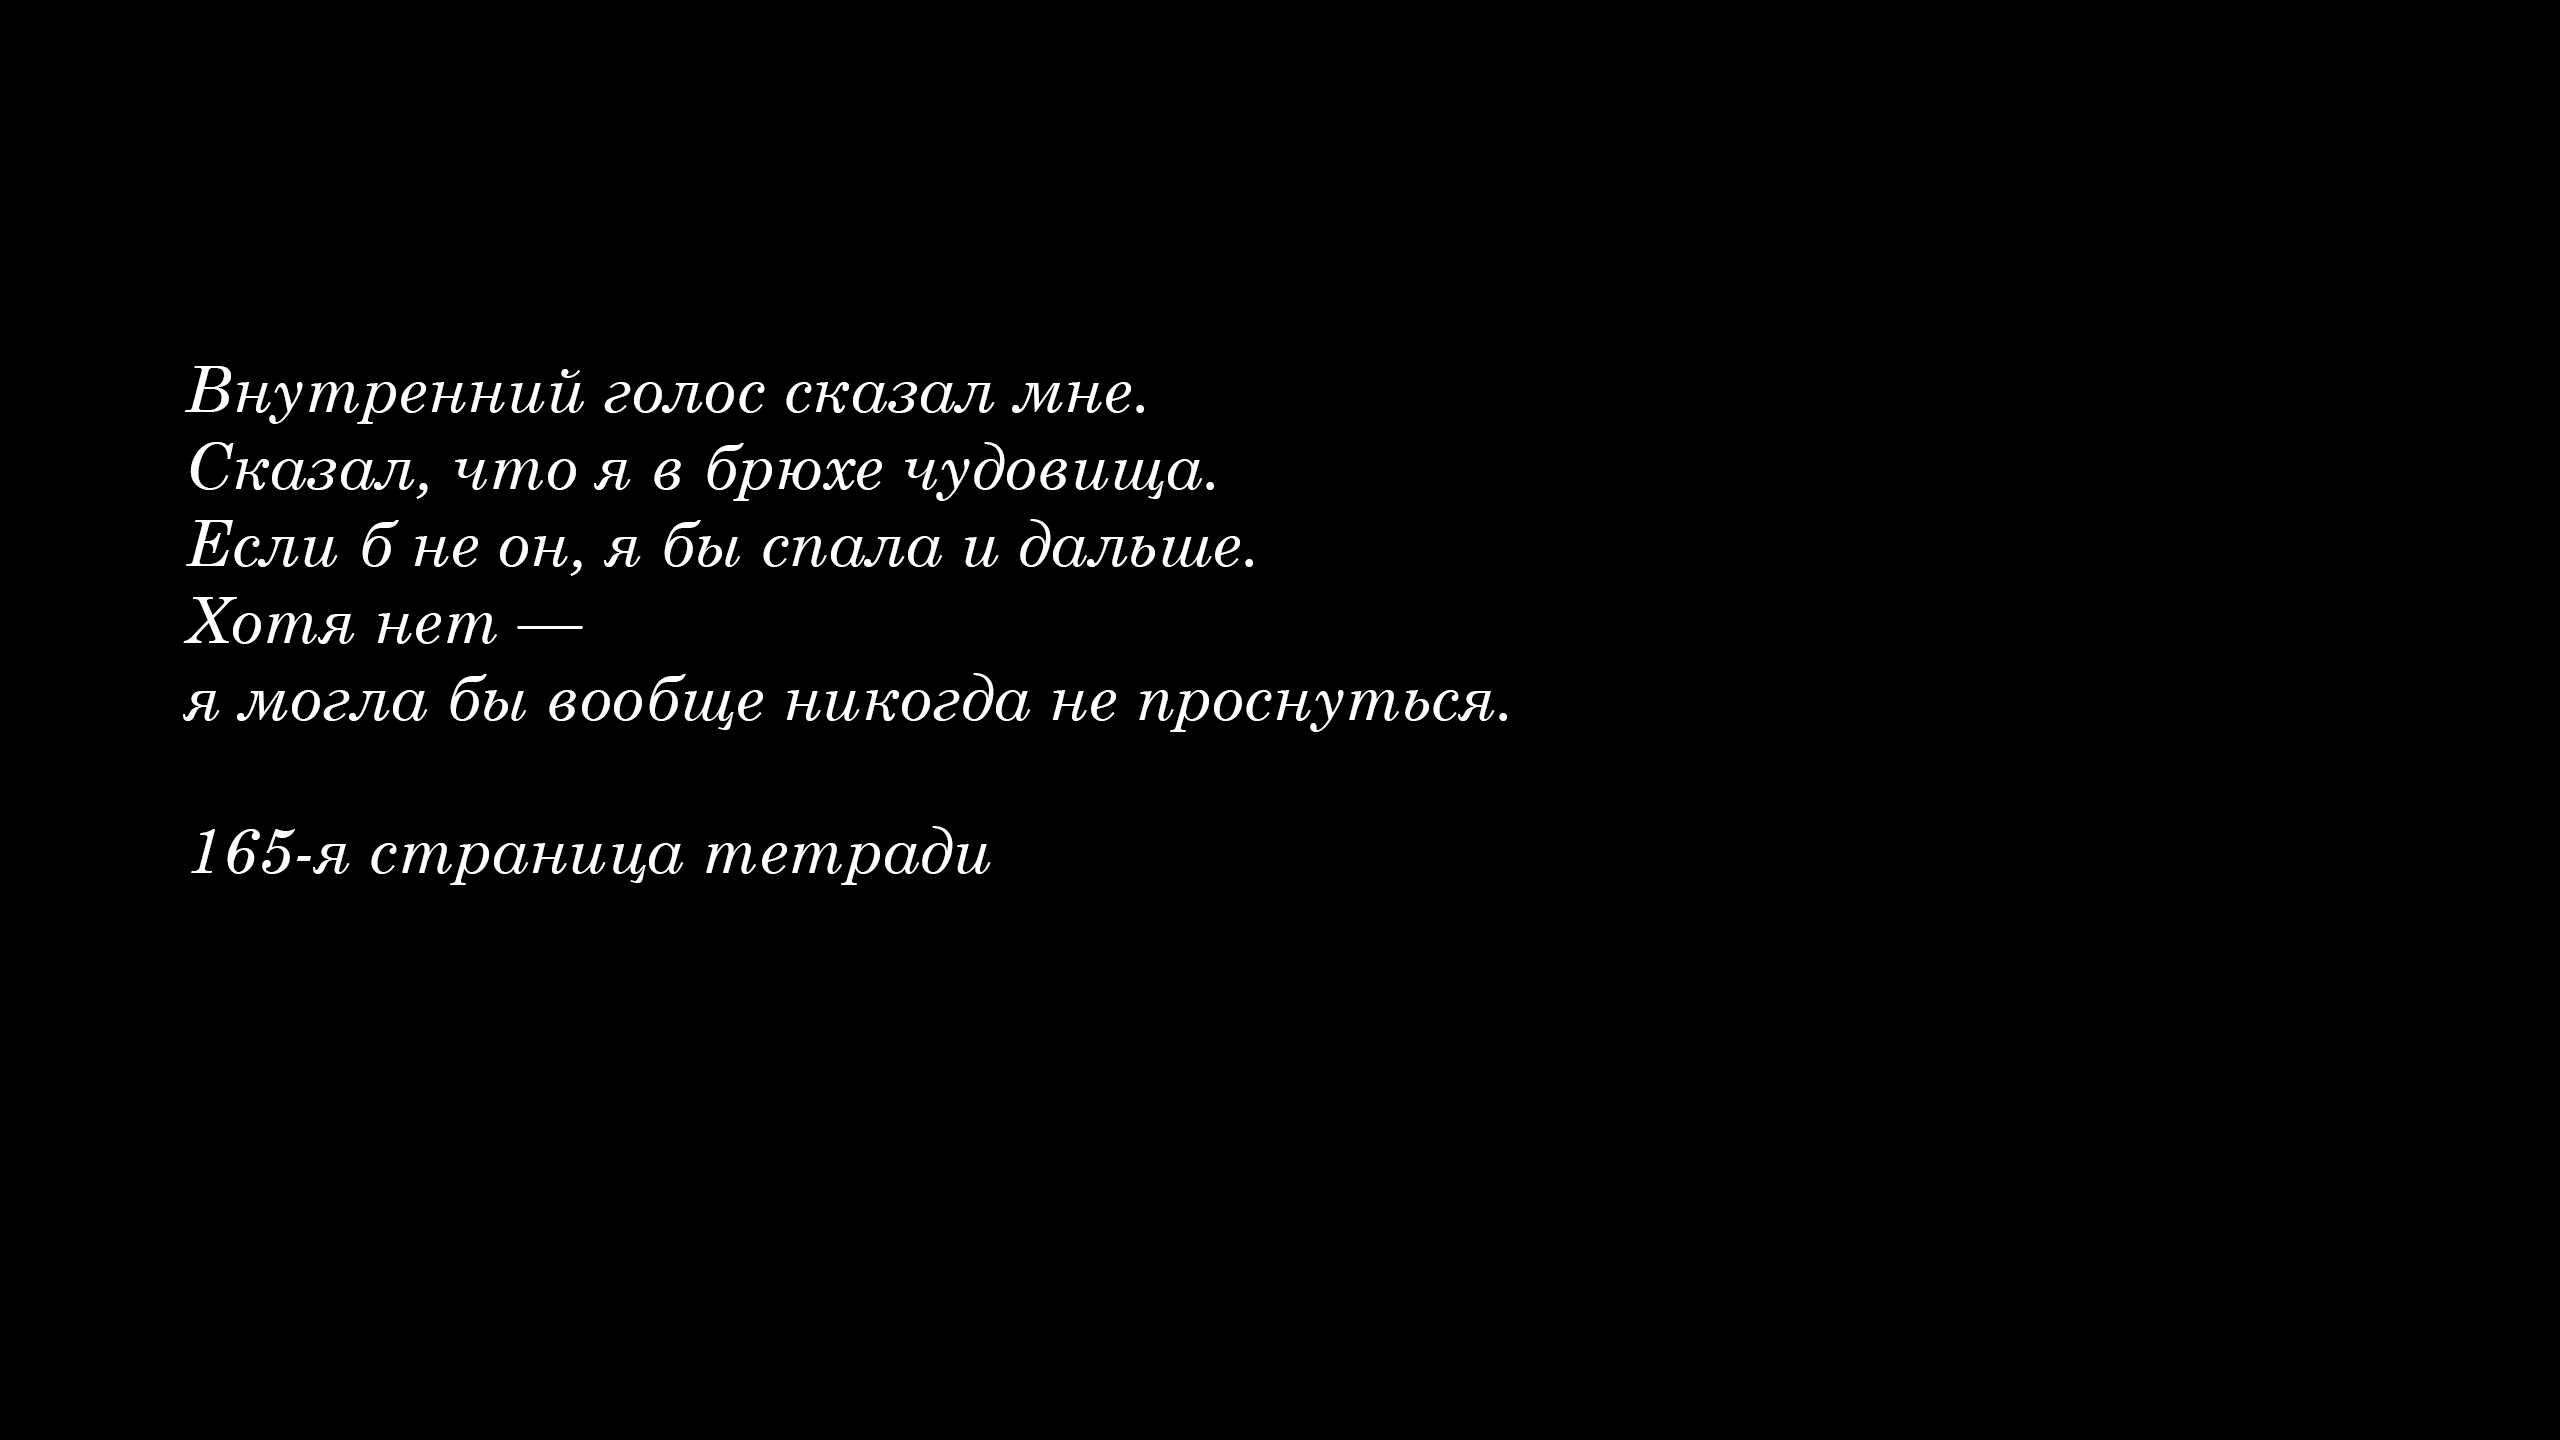 Внутренний голос сказал мне.
Сказал, что я в брюхе чудовища.
Если б не он, я бы спала и дальше.
Хотя нет —
я могла бы вообще никогда не проснуться.
165-я страница тетради